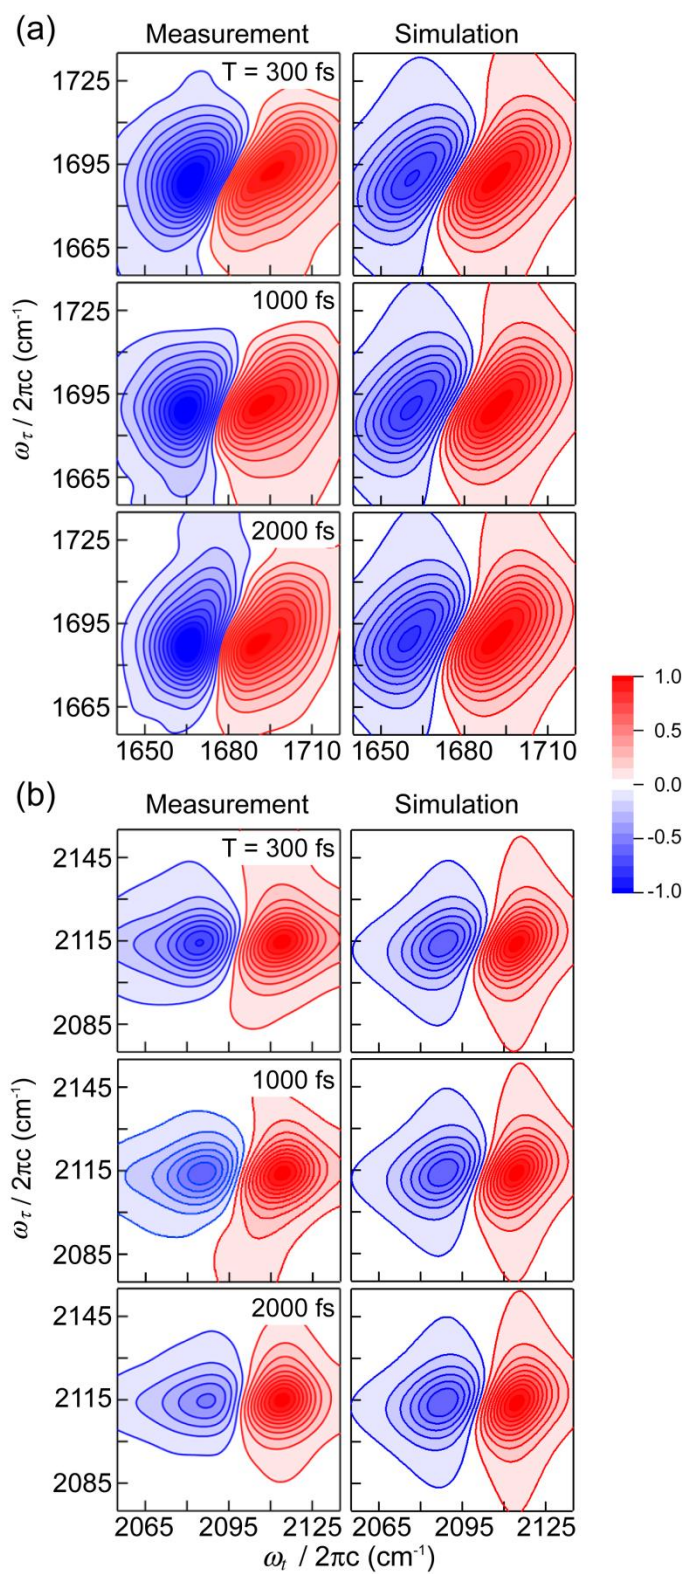 (a)
Measurement Simulation
T = 300 fs
1725
1695
1665
1000 fs
1725
1695
1665
2000 fs
1725
1695
1665
ωτ / 2πc (cm-1)
1650 1680 1710 1650 1680 1710
1.0
0.5
0.0
-0.5
-1.0
(b)
Measurement Simulation
T = 300 fs
2145
2115
2085
1000 fs
2145
2115
2085
2000 fs
2145
2115
2085
ωτ / 2πc (cm-1)
2065 2095 2125 2065 2095 2125
ωt / 2πc (cm-1)